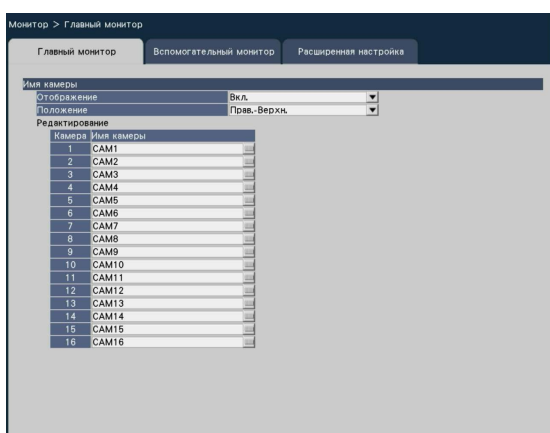 Монитор > Главный монитор
Главный монитор Вспомогательный монитор Расширенная настройка
Имя камеры
Отображение Вкл.
Положение Прав.-Верхн.
Редактирование
Камера Имя камеры
1 CAM1
2 CAM2
3 CAM3
4 CAM4
5 CAM5
6 CAM6
7 CAM7
8 CAM8
9 CAM9
10 CAM10
11 CAM11
12 CAM12
13 CAM13
14 CAM14
15 CAM15
16 CAM16